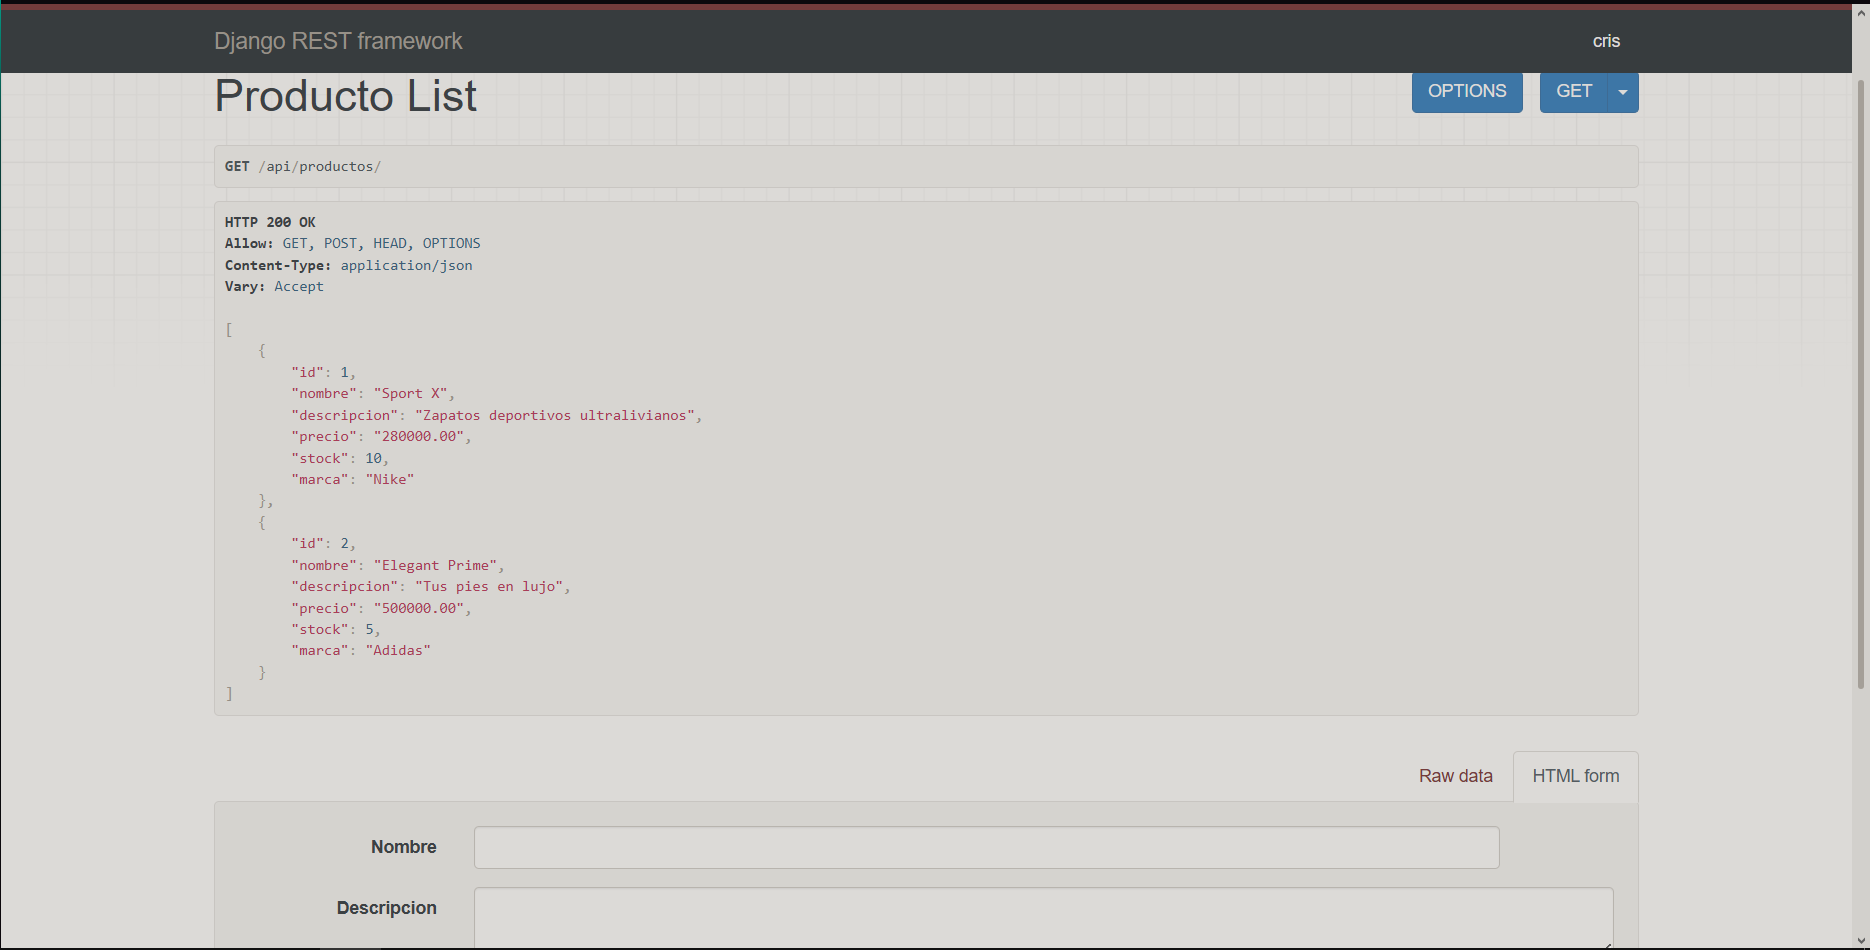 Django REST framework
cris
Producto List
OPTIONS
GET
GET /api/productos/
HTTP 200 OK
Allow: GET, POST, HEAD, OPTIONS
Content-Type: application/json
Vary: Accept
[
    {
        "id": 1,
        "nombre": "Sport X",
        "descripcion": "Zapatos deportivos ultralivianos",
        "precio": "280000.00",
        "stock": 10,
        "marca": "Nike"
    },
    {
        "id": 2,
        "nombre": "Elegant Prime",
        "descripcion": "Tus pies en lujo",
        "precio": "500000.00",
        "stock": 5,
        "marca": "Adidas"
    }
]
Raw data
HTML form
Nombre
Descripcion